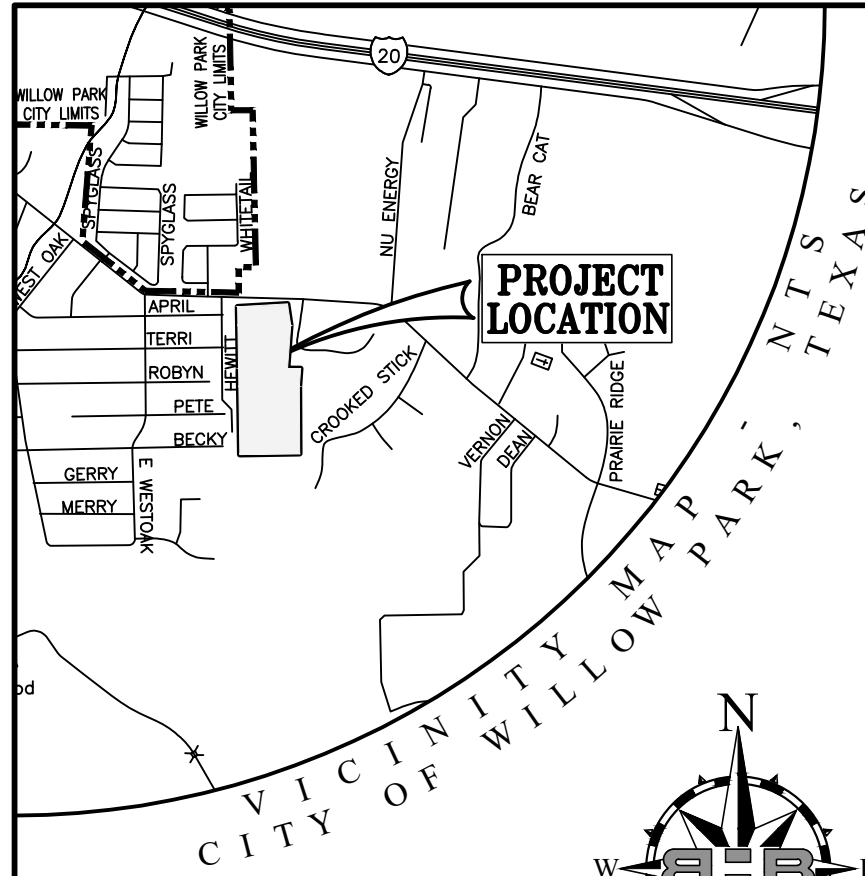 20
WILLOW PARK
CITY LIMITS
WILLOW PARK
CITY LIMITS
SPYGLASS
SPYGLASS
WHITETAIL
NU ENERGY
BEAR CAT
WEST OAK
PROJECT
LOCATION
APRIL
TERRI
HEWITT
ROBYN
PETE
BECKY
CROOKED STICK
GERRY
MERRY
E WESTOAK
VERNON
DEAN
PRAIRIE RIDGE
od
VICINITY MAP - NTS
CITY OF WILLOW PARK, TEXAS
N
W